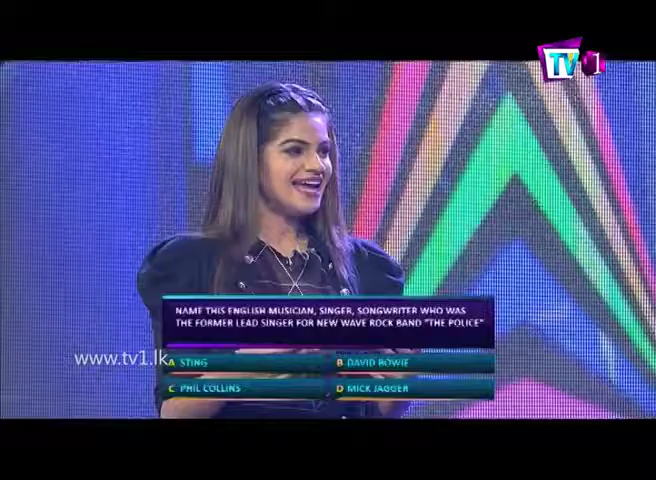 TV1
NAME THIS ENGLISH MUSICIAN, SINGER, SONGWRITER WHO WAS
THE FORMER LEAD SINGER FOR NEW WAVE ROCK BAND "THE POLICE"
www.tv1.lk
A STING
B DAVID BOWIE
C PHIL COLLINS
D MICK JAGGER